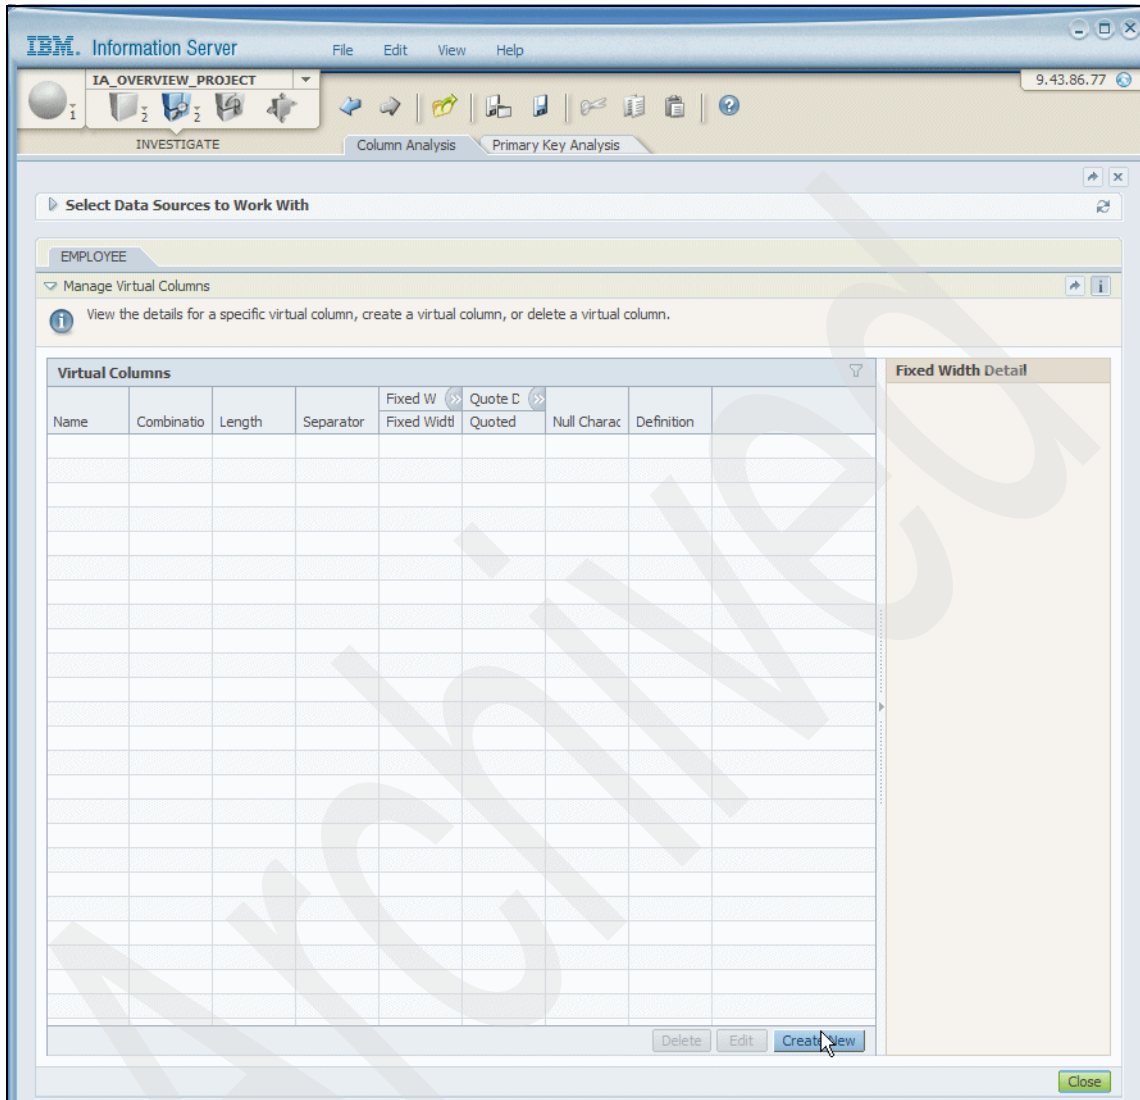 IBM. Information Server File Edit View Help
IA_OVERVIEW_PROJECT 9.43.86.77
1 2 2
INVESTIGATE Column Analysis Primary Key Analysis
Select Data Sources to Work With
EMPLOYEE
Manage Virtual Columns
View the details for a specific virtual column, create a virtual column, or delete a virtual column.
Virtual Columns Fixed Width Detail
Fixed W Quote D
Name Combinatio Length Separator Fixed Widtl Quoted Null Charac Definition
Delete Edit Create New
Close
Archived